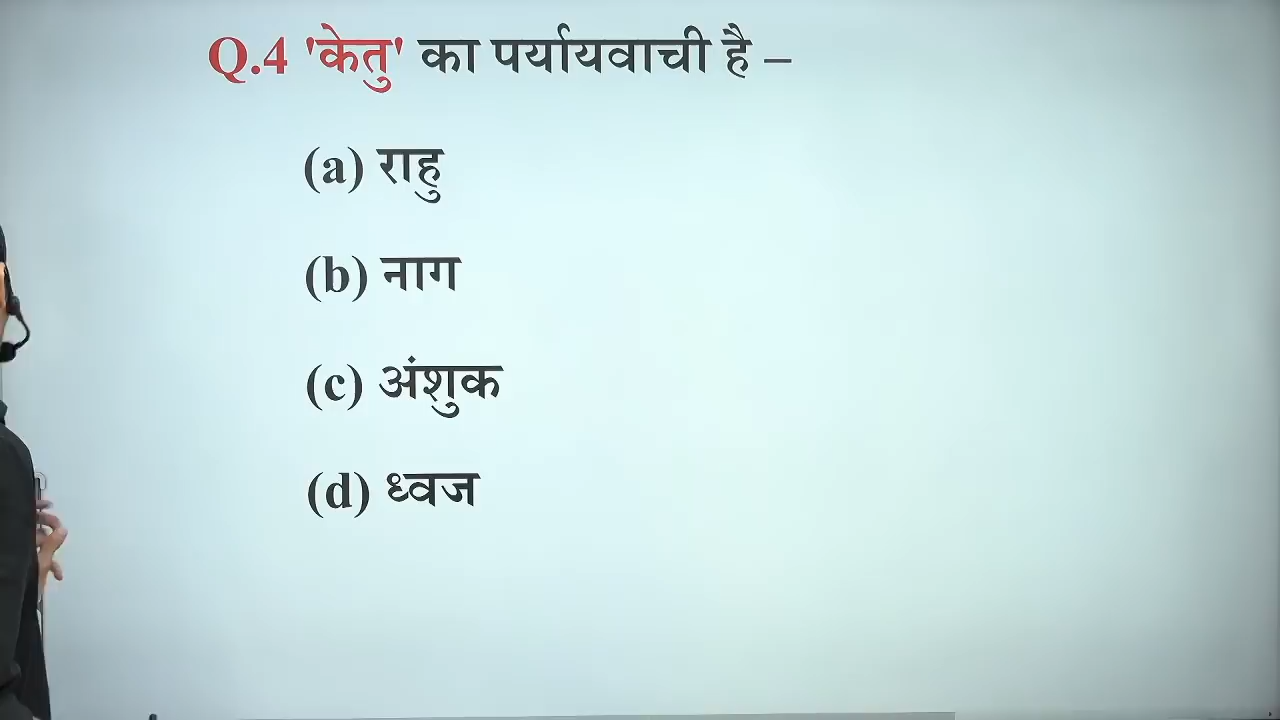 Q.4 'केतु' का पर्यायवाची है –
(a) राहु
(b) नाग
(c) अंशुक
(d) ध्वज